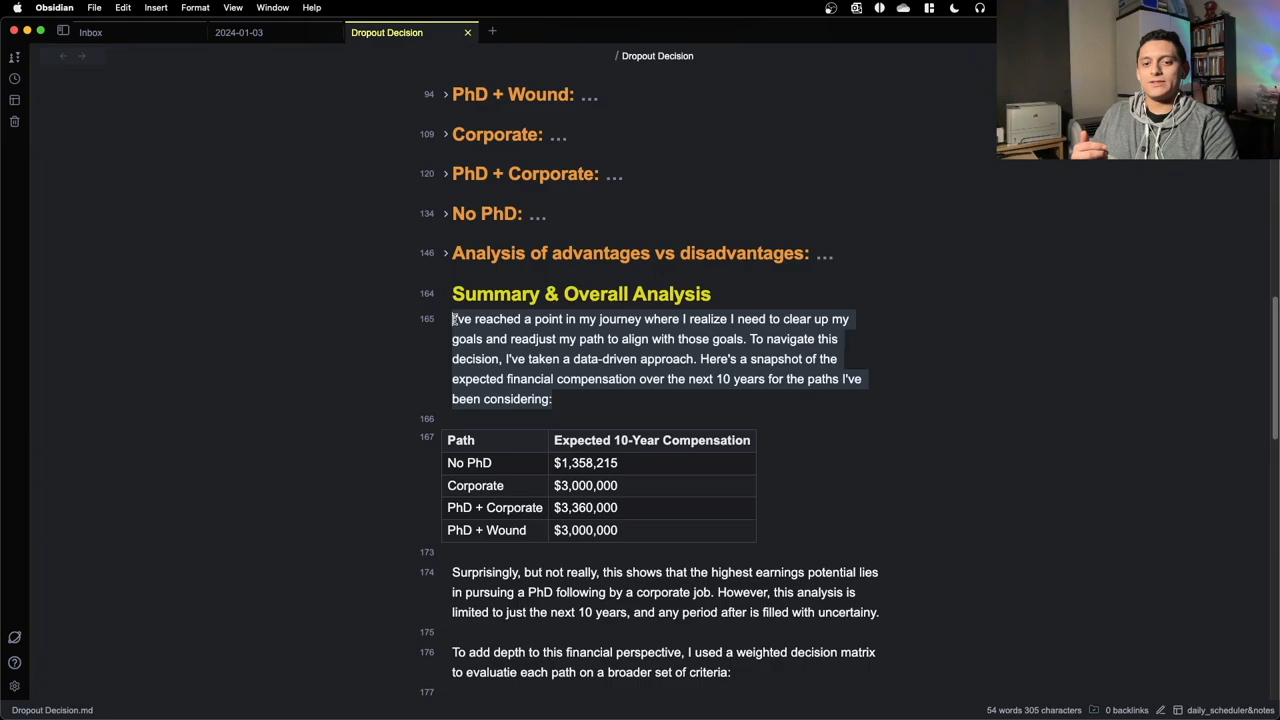 Obsidian File Edit Insert Format View Window Help
Inbox 2024-01-03 Dropout Decision
/ Dropout Decision
94 PhD + Wound: ...
109 Corporate: ...
120 PhD + Corporate: ...
134 No PhD: ...
146 Analysis of advantages vs disadvantages: ...
164 Summary & Overall Analysis
165 I've reached a point in my journey where I realize I need to clear up my
goals and readjust my path to align with those goals. To navigate this
decision, I've taken a data-driven approach. Here's a snapshot of the
expected financial compensation over the next 10 years for the paths I've
been considering:
166
167 Path Expected 10-Year Compensation
No PhD $1,358,215
Corporate $3,000,000
PhD + Corporate $3,360,000
PhD + Wound $3,000,000
173
174 Surprisingly, but not really, this shows that the highest earnings potential lies
in pursuing a PhD following by a corporate job. However, this analysis is
limited to just the next 10 years, and any period after is filled with uncertainy.
175
176 To add depth to this financial perspective, I used a weighted decision matrix
to evaluatie each path on a broader set of criteria:
177
Dropout Decision.md 54 words 305 characters 0 backlinks daily_scheduler&notes